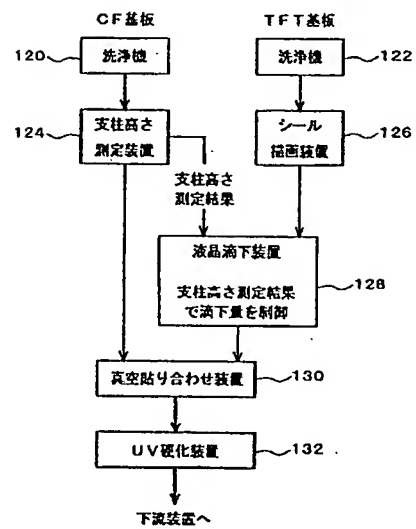 CF基板
TFT基板
120
洗浄機
洗浄機
122
124
支柱高さ
測定装置
シール
描画装置
126
支柱高さ
測定結果
液晶滴下装置
支柱高さ測定結果
で滴下量を制御
128
真空貼り合わせ装置
130
UV硬化装置
132
下流装置へ